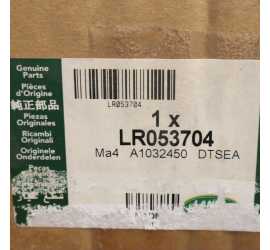 Genuine
Parts
Pièces
d'Origine
純正部品
Piezas
Originales
Ricambi
Originali
Originele
Onderdelen
LR053704
1 x
LR053704
Ma4 A1032450 DTSEA